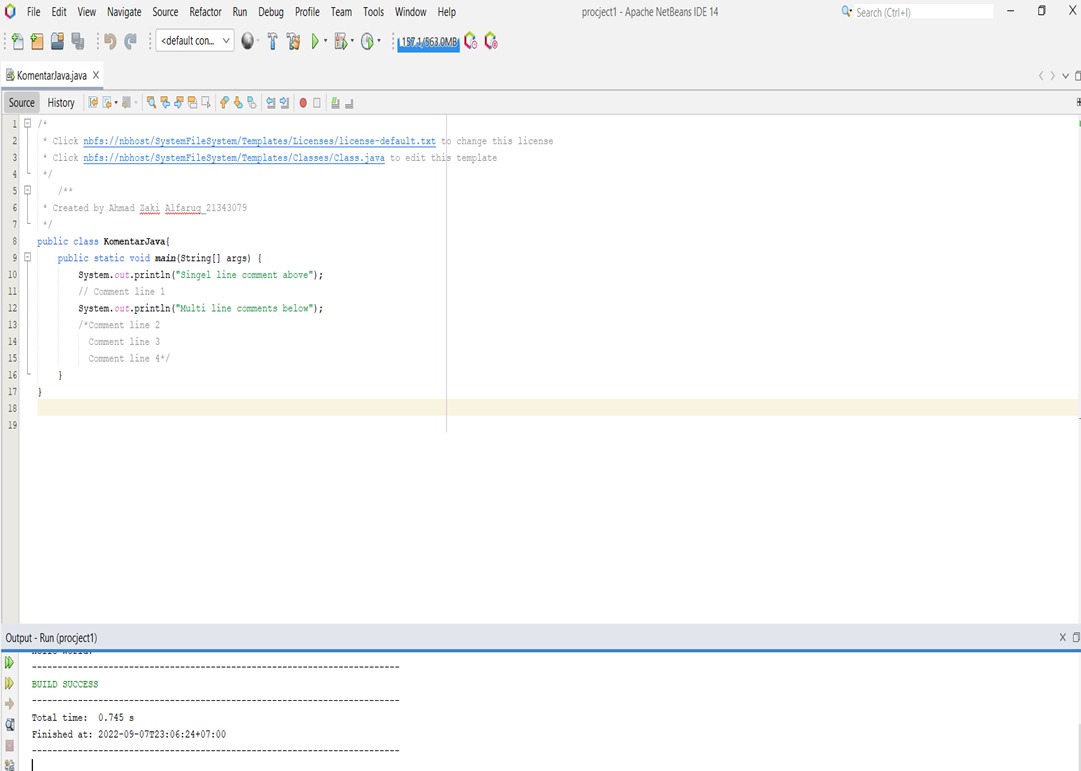 File Edit View Navigate Source Refactor Run Debug Profile Team Tools Window Help
procject1 - Apache NetBeans IDE 14
Search (Ctrl+I)
<default con...
157.1/563.0MB
KomentarJava.java X
Source History
1 /*
2 * Click nbfs://nbhost/SystemFileSystem/Templates/Licenses/license-default.txt to change this license
3 * Click nbfs://nbhost/SystemFileSystem/Templates/Classes/Class.java to edit this template
4 */
5 /**
6 * Created by Ahmad Zaki Alfaruq_21343079
7 */
8 public class KomentarJava{
9 public static void main(String[] args) {
10 System.out.println("Singel line comment above");
11 // Comment line 1
12 System.out.println("Multi line comments below");
13 /*Comment line 2
14 Comment line 3
15 Comment line 4*/
16 }
17 }
18
19
Output - Run (procject1)
------------------------------------------------------------------------
BUILD SUCCESS
------------------------------------------------------------------------
Total time: 0.745 s
Finished at: 2022-09-07T23:06:24+07:00
------------------------------------------------------------------------